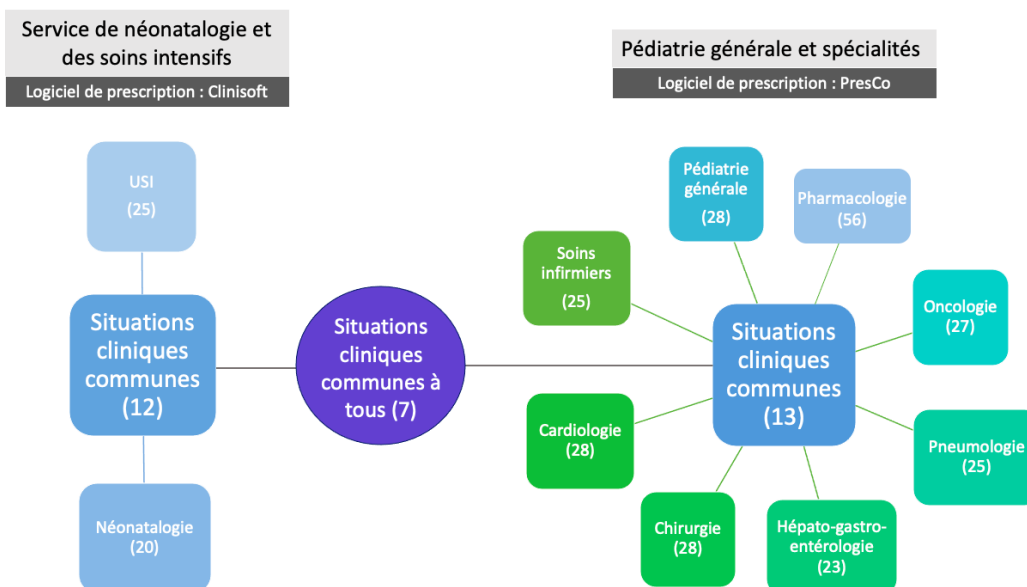 Service de néonatalogie et
des soins intensifs
Logiciel de prescription : Clinisoft
Pédiatrie générale et spécialités
Logiciel de prescription : PresCo
USI
(25)
Situations
cliniques
communes
(12)
Néonatalogie
(20)
Situations
cliniques
communes à
tous (7)
Pédiatrie
générale
(28)
Pharmacologie
(56)
Soins
infirmiers
(25)
Oncologie
(27)
Situations
cliniques
communes
(13)
Cardiologie
(28)
Pneumologie
(25)
Chirurgie
(28)
Hépato-gastro-
entérologie
(23)